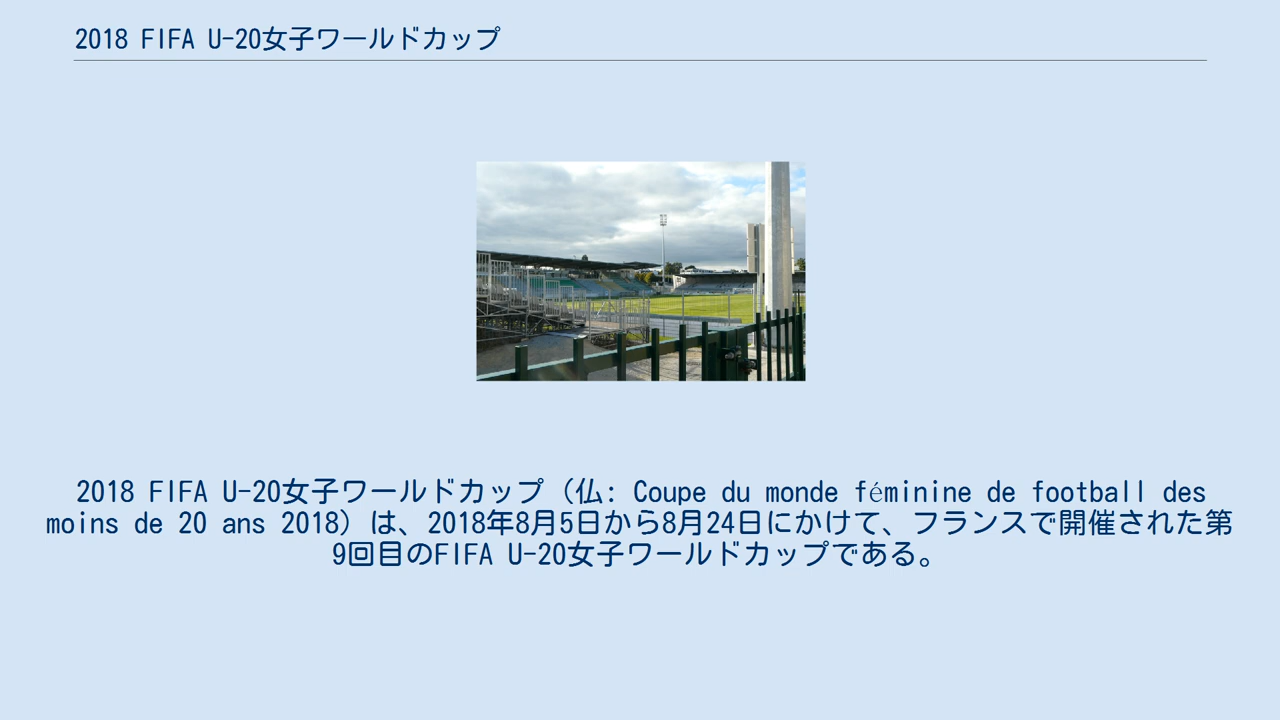 2018 FIFA U-20女子ワールドカップ
2018 FIFA U-20女子ワールドカップ（仏: Coupe du monde féminine de football des
moins de 20 ans 2018）は、2018年8月5日から8月24日にかけて、フランスで開催された第
9回目のFIFA U-20女子ワールドカップである。